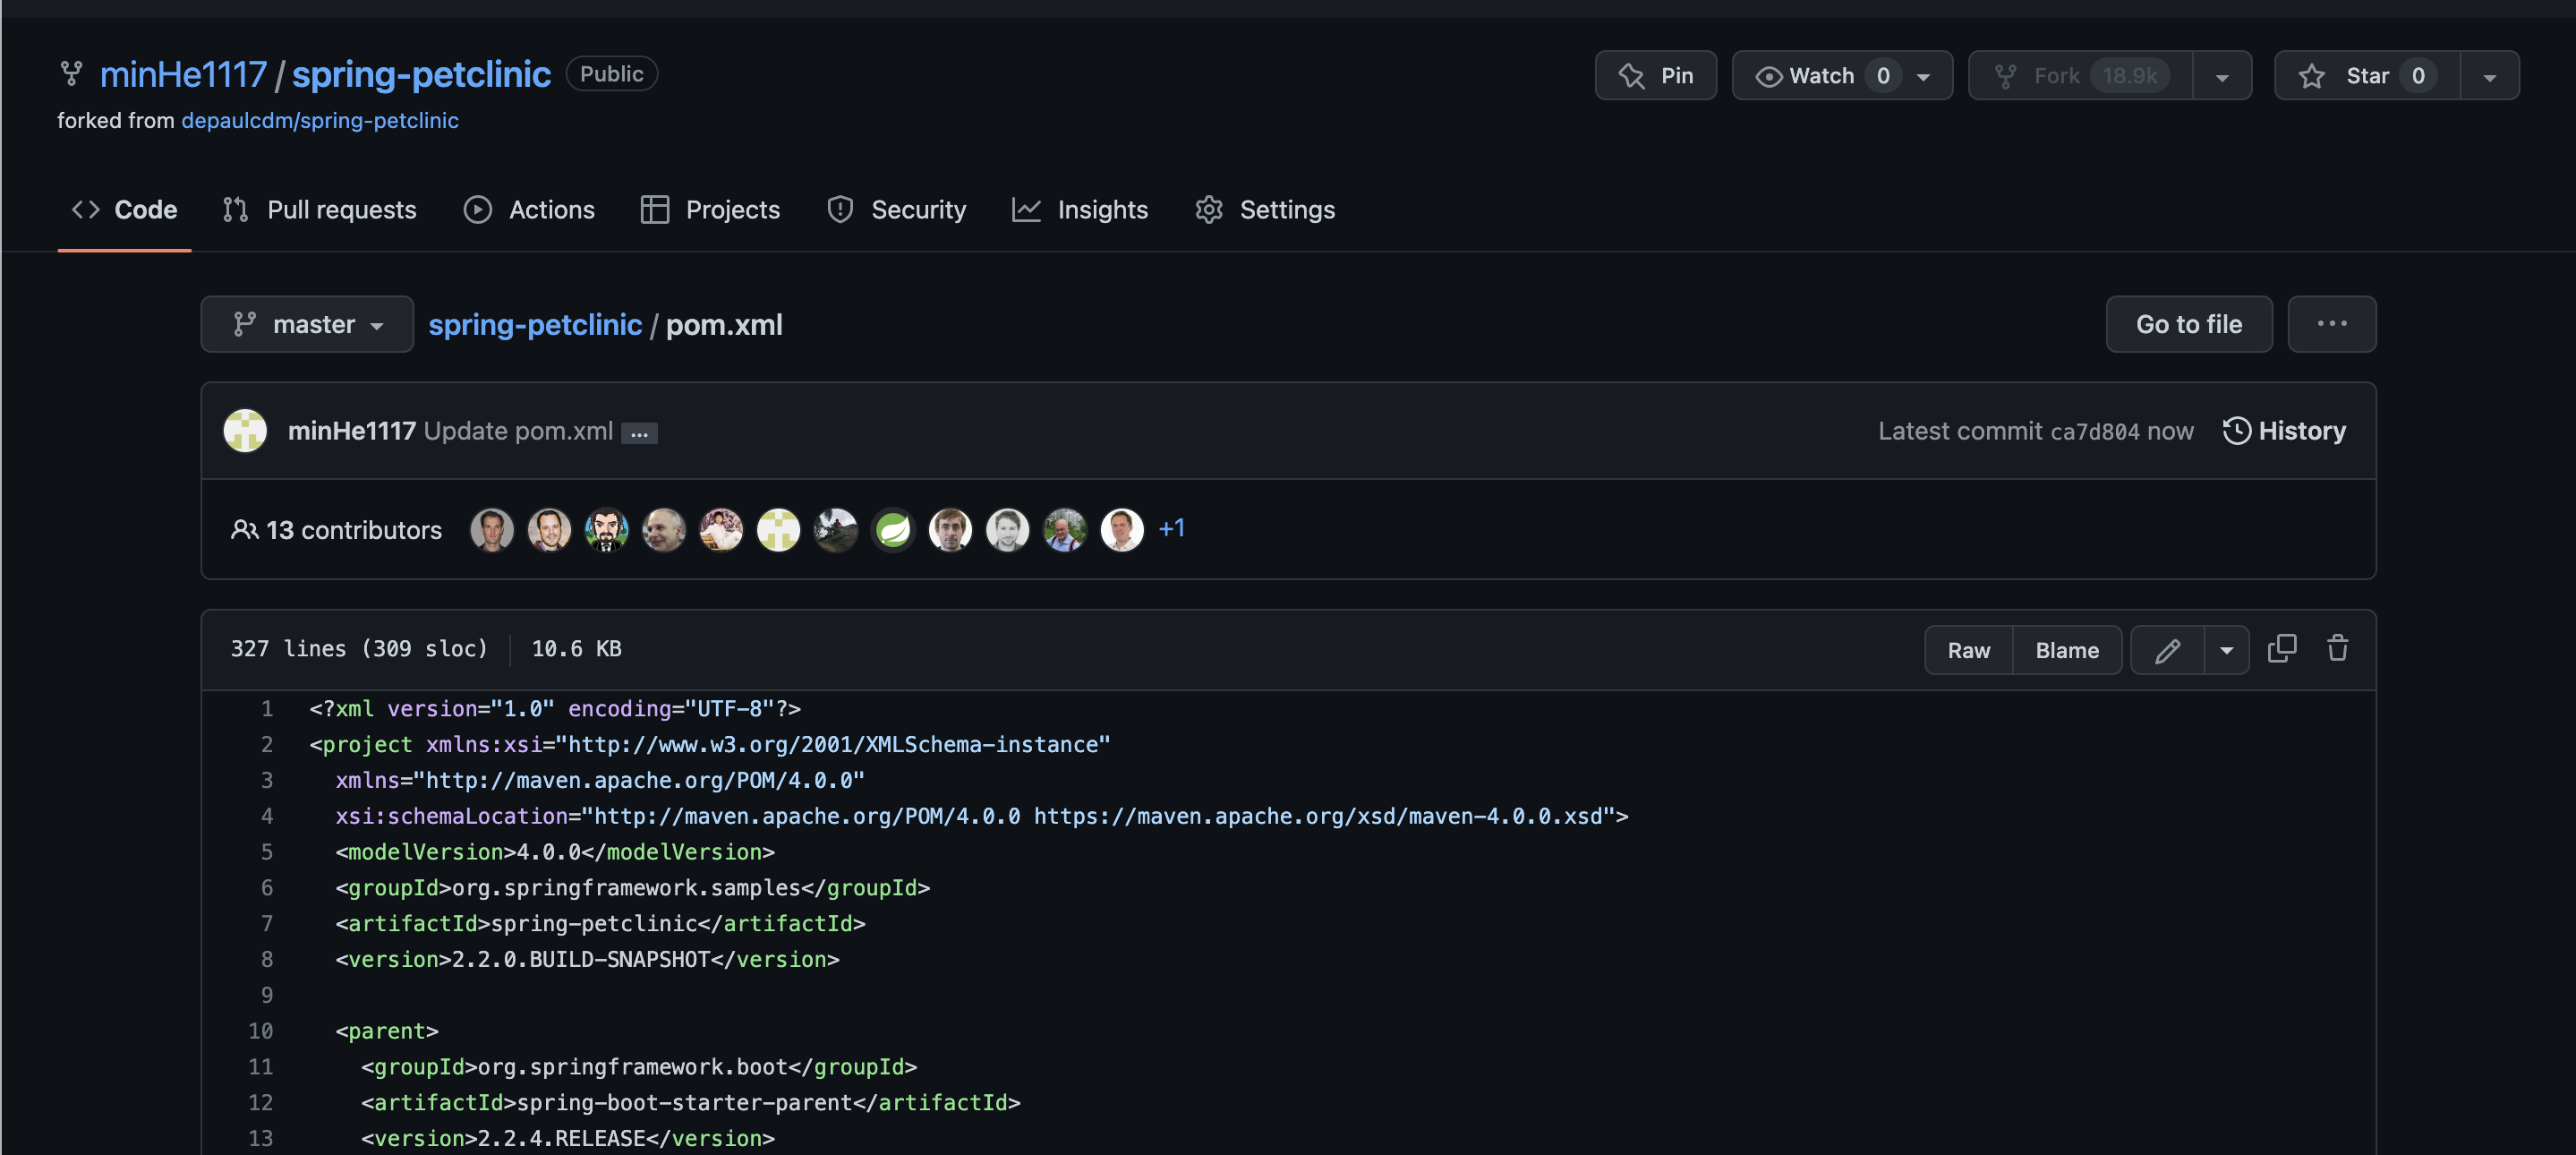 minHe1117/spring-petclinic Public Pin Watch 0 Fork 18.9k Star 0
forked from depaulcdm/spring-petclinic
Code Pull requests Actions Projects Security Insights Settings
master spring-petclinic / pom.xml Go to file ...
minHe1117 Update pom.xml ... Latest commit ca7d804 now History
13 contributors +1
327 lines (309 sloc) 10.6 KB Raw Blame
1 <?xml version="1.0" encoding="UTF-8"?>
2 <project xmlns:xsi="http://www.w3.org/2001/XMLSchema-instance"
3 xmlns="http://maven.apache.org/POM/4.0.0"
4 xsi:schemaLocation="http://maven.apache.org/POM/4.0.0 https://maven.apache.org/xsd/maven-4.0.0.xsd">
5 <modelVersion>4.0.0</modelVersion>
6 <groupId>org.springframework.samples</groupId>
7 <artifactId>spring-petclinic</artifactId>
8 <version>2.2.0.BUILD-SNAPSHOT</version>
9
10 <parent>
11 <groupId>org.springframework.boot</groupId>
12 <artifactId>spring-boot-starter-parent</artifactId>
13 <version>2.2.4.RELEASE</version>